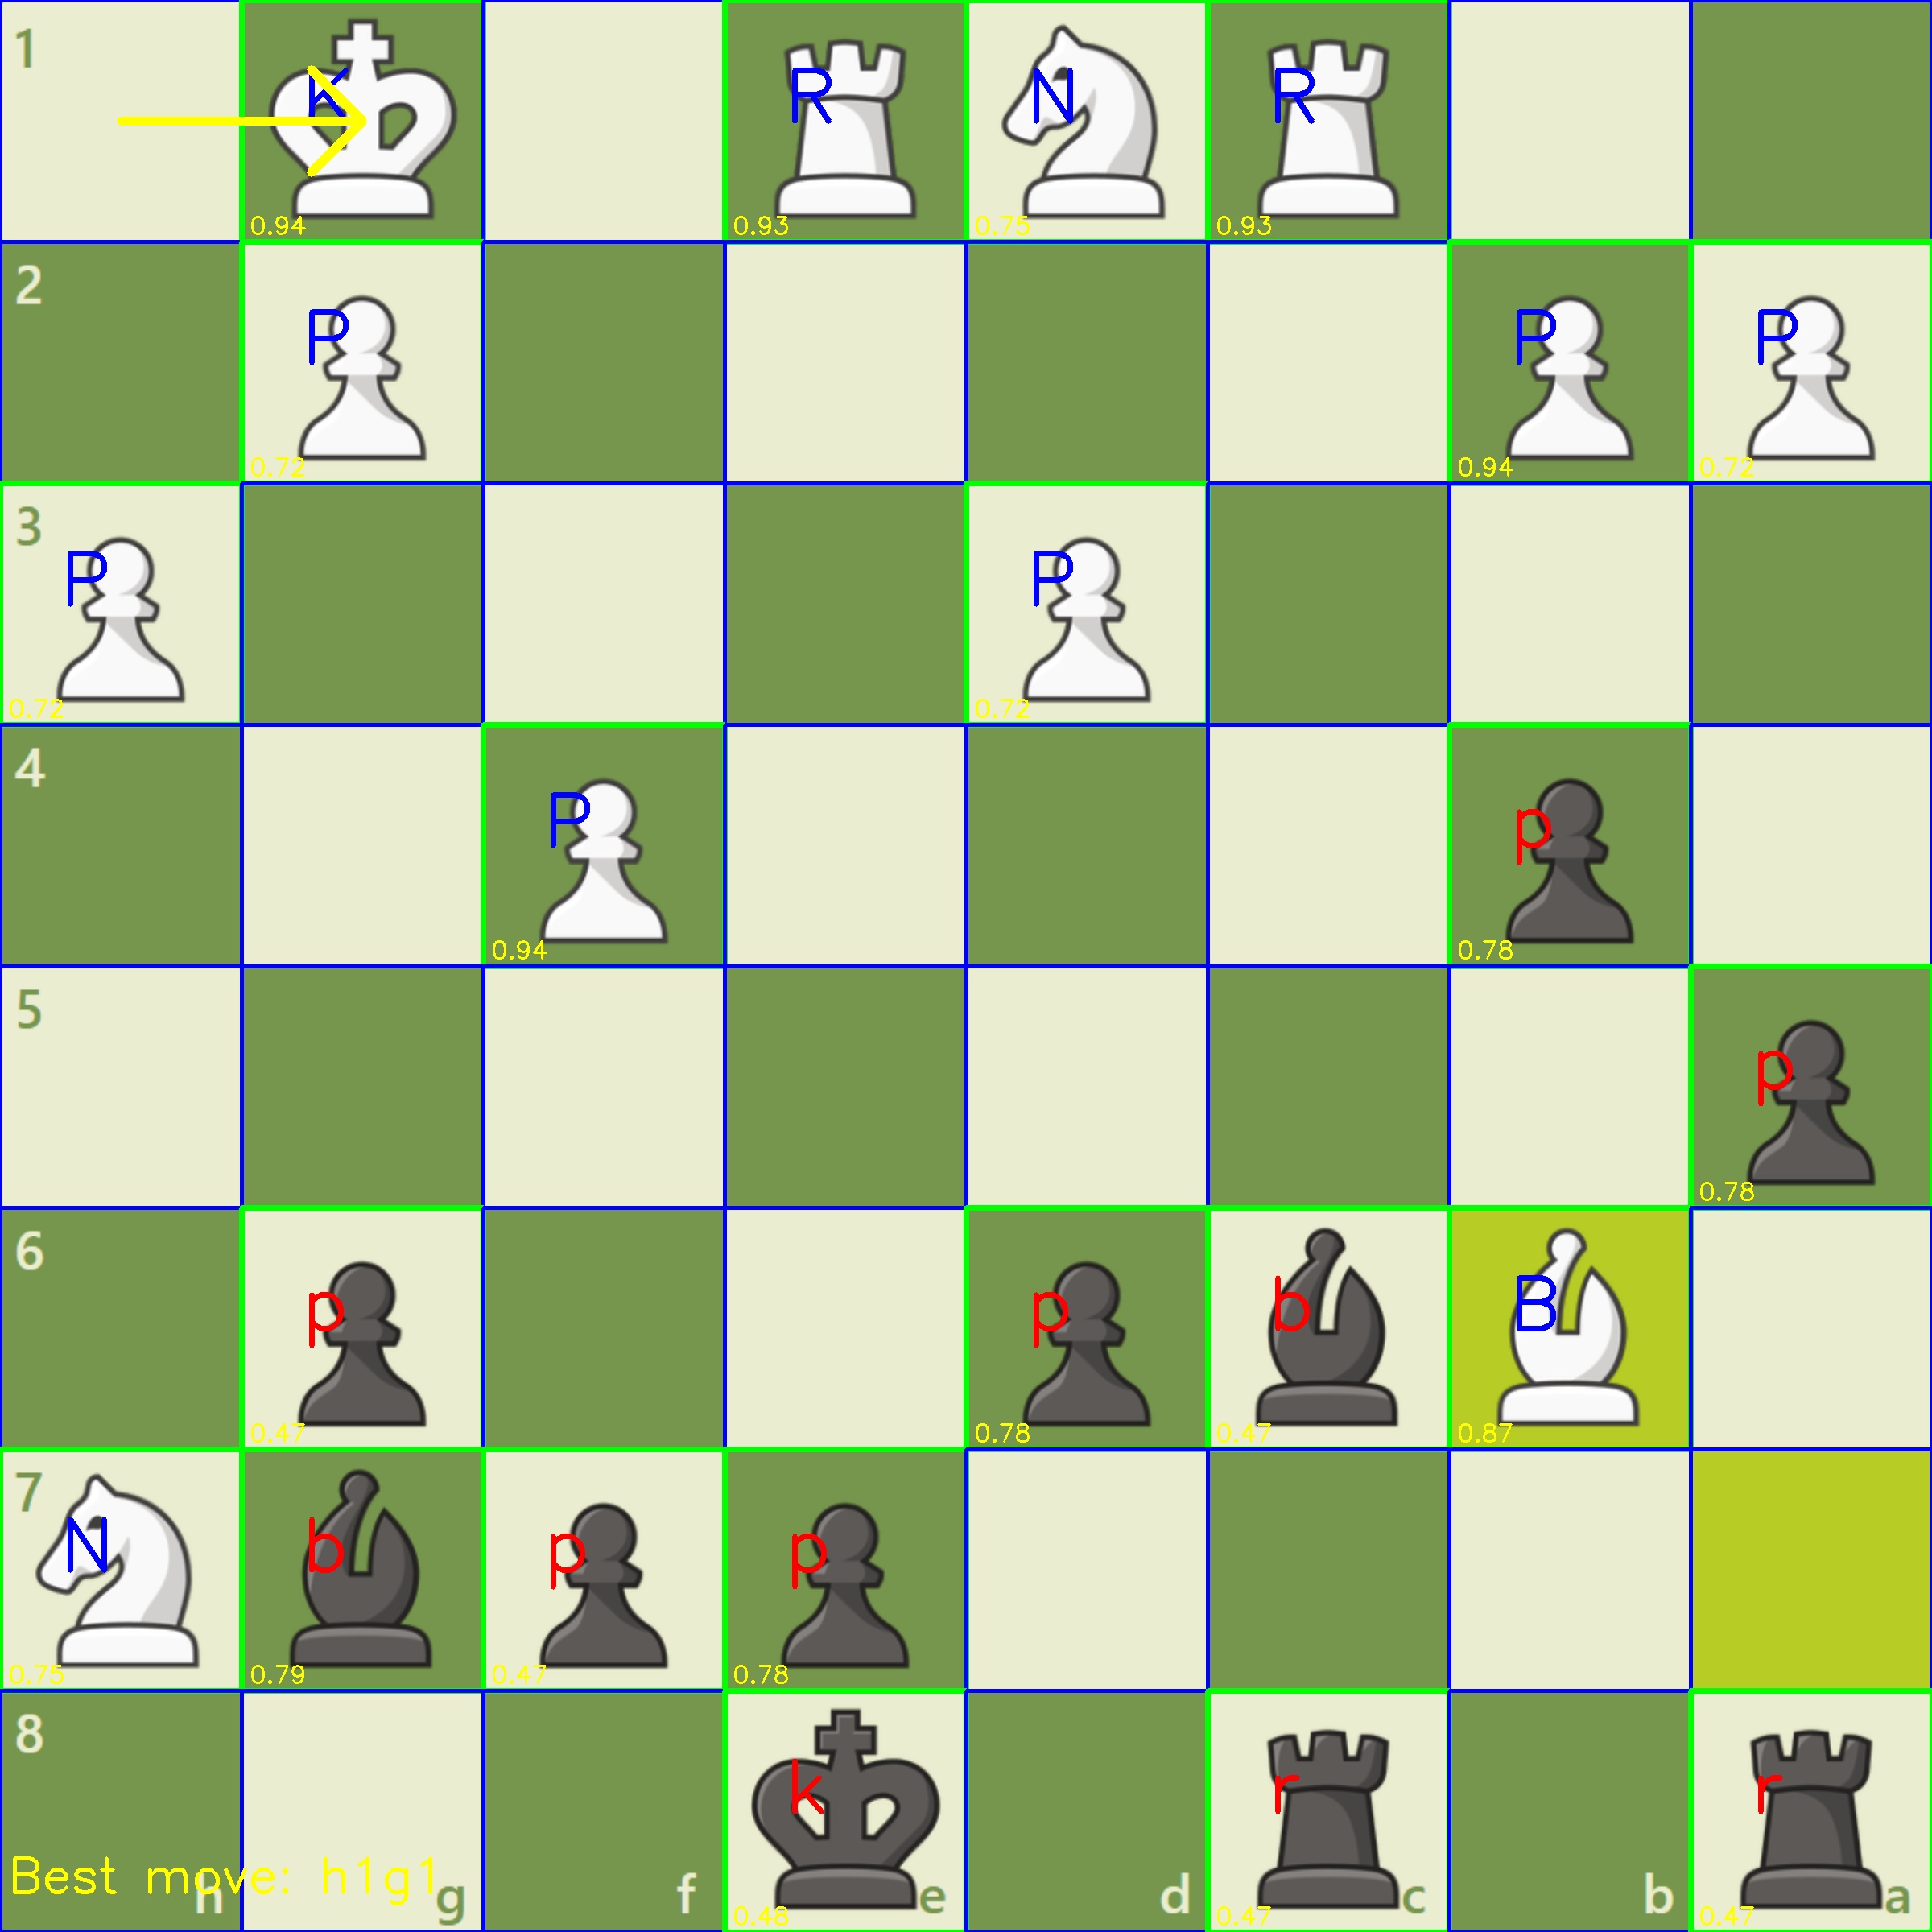 1 K R N R
0.94 0.93 0.75 0.93
2 P P P
0.72 0.94 0.72
3 P P
0.72 0.72
4 P p
0.94 0.78
5 p
0.78
6 p p b B
0.47 0.78 0.47 0.87
7 N b p p
0.75 0.79 0.47 0.78
8 k r r
Best move: h1g1
h g f e d c b a
0.48 0.47 0.47